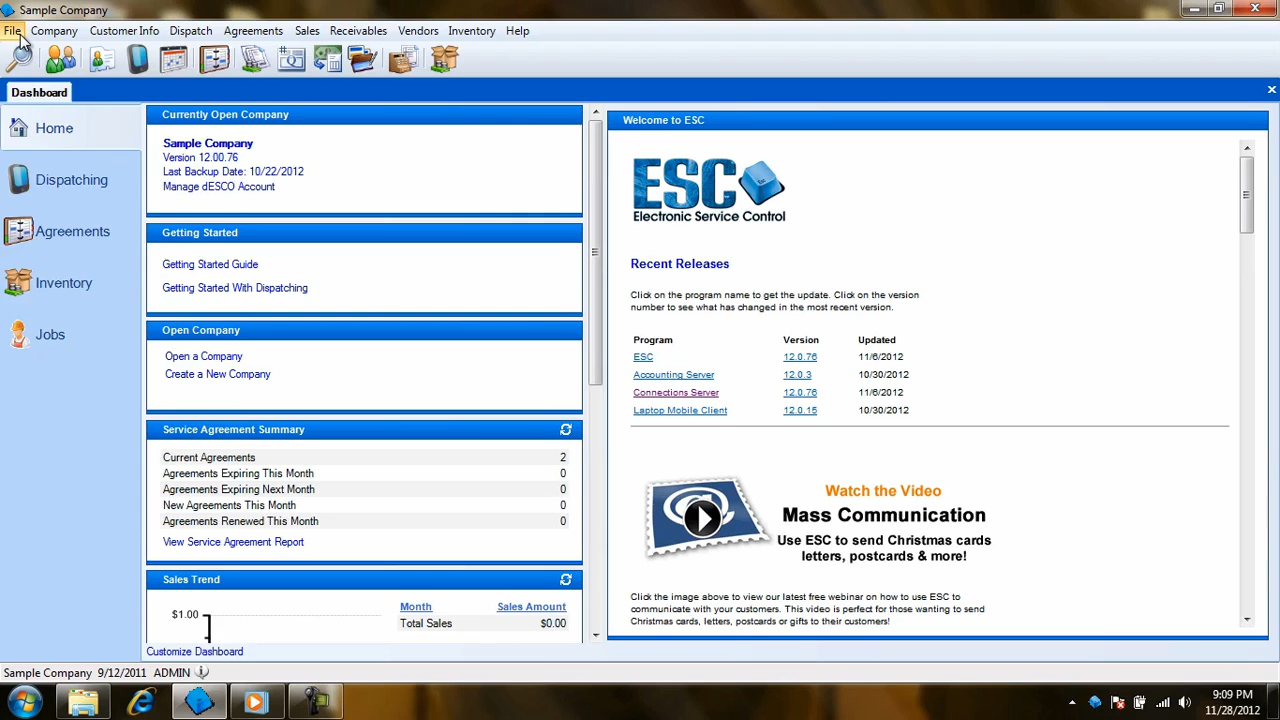 Sample Company
File Company Customer Info Dispatch Agreements Sales Receivables Vendors Inventory Help
Dashboard
Home
Dispatching
Agreements
Inventory
Jobs
Currently Open Company
Sample Company
Version 12.00.76
Last Backup Date: 10/22/2012
Manage dESCO Account
Getting Started
Getting Started Guide
Getting Started With Dispatching
Open Company
Open a Company
Create a New Company
Service Agreement Summary
Current Agreements 2
Agreements Expiring This Month 0
Agreements Expiring Next Month 0
New Agreements This Month 0
Agreements Renewed This Month 0
View Service Agreement Report
Sales Trend
Month Sales Amount
$1.00
Total Sales $0.00
Customize Dashboard
Welcome to ESC
ESC
Electronic Service Control
Recent Releases
Click on the program name to get the update. Click on the version
number to see what has changed in the most recent version.
Program Version Updated
ESC 12.0.76 11/6/2012
Accounting Server 12.0.3 10/30/2012
Connections Server 12.0.76 11/6/2012
Laptop Mobile Client 12.0.15 10/30/2012
Watch the Video
Mass Communication
Use ESC to send Christmas cards
letters, postcards & more!
Click the image above to view our latest free webinar on how to use ESC to
communicate with your customers. This video is perfect for those wanting to send
Christmas cards, letters, postcards or gifts to their customers!
Sample Company 9/12/2011 ADMIN
9:09 PM
11/28/2012